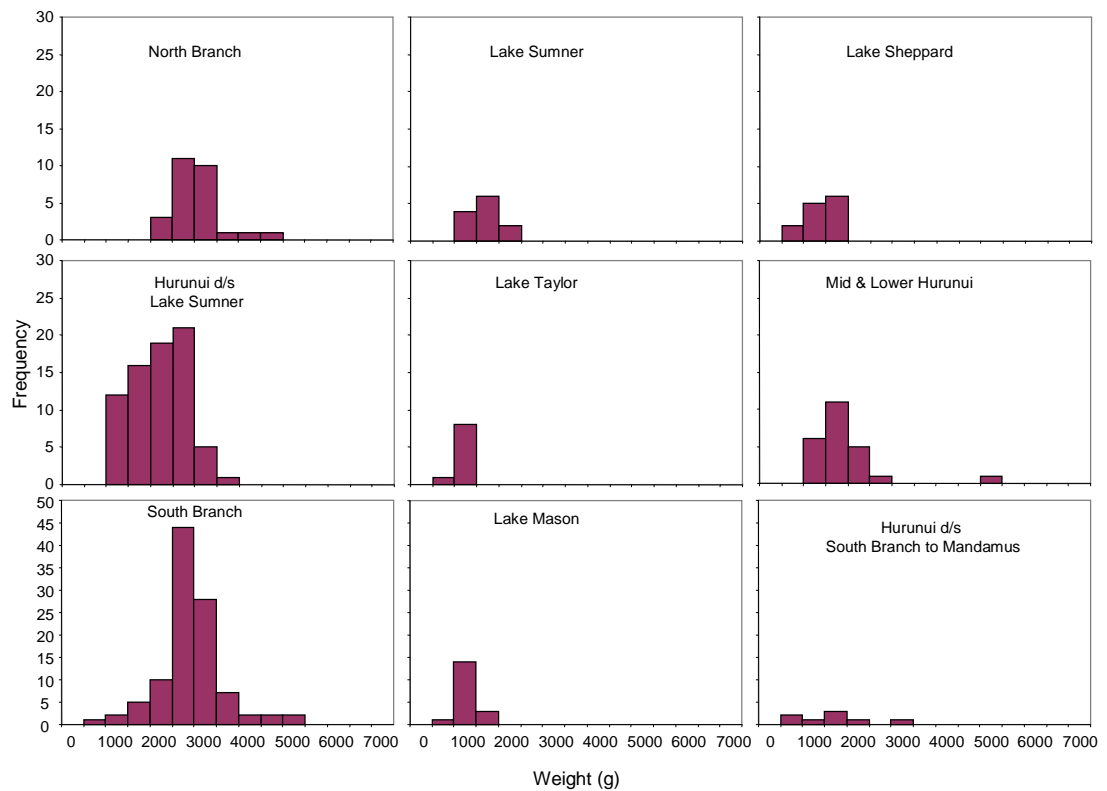 30
25
20
15
10
5
0
North Branch
Lake Sumner
Lake Sheppard
30
25
20
15
10
5
0
Hurunui d/s
Lake Sumner
Lake Taylor
Mid & Lower Hurunui
Frequency
50
45
40
35
30
25
20
15
10
5
0
South Branch
Lake Mason
Hurunui d/s
South Branch to Mandamus
0 1000 2000 3000 4000 5000 6000 7000
0 1000 2000 3000 4000 5000 6000 7000
0 1000 2000 3000 4000 5000 6000 7000
Weight (g)